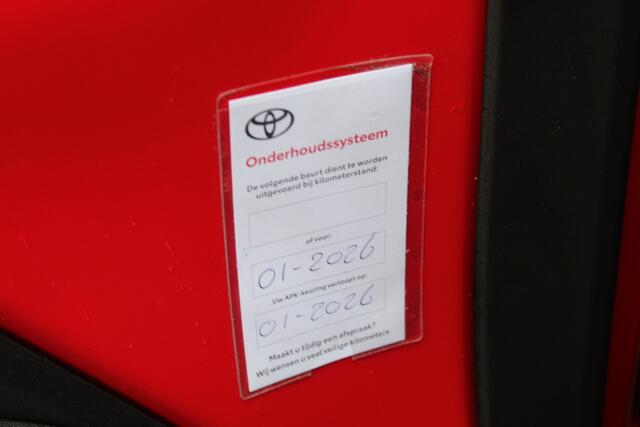 Onderhoudssysteem
De volgende beurt dient te worden
uitgevoerd bij kilometerstand:
of voor:
01-2026
Uw APK-keuring verloopt op:
01-2026
Maakt u tijdig een afspraak?
Wij wensen u veel veilige kilometers